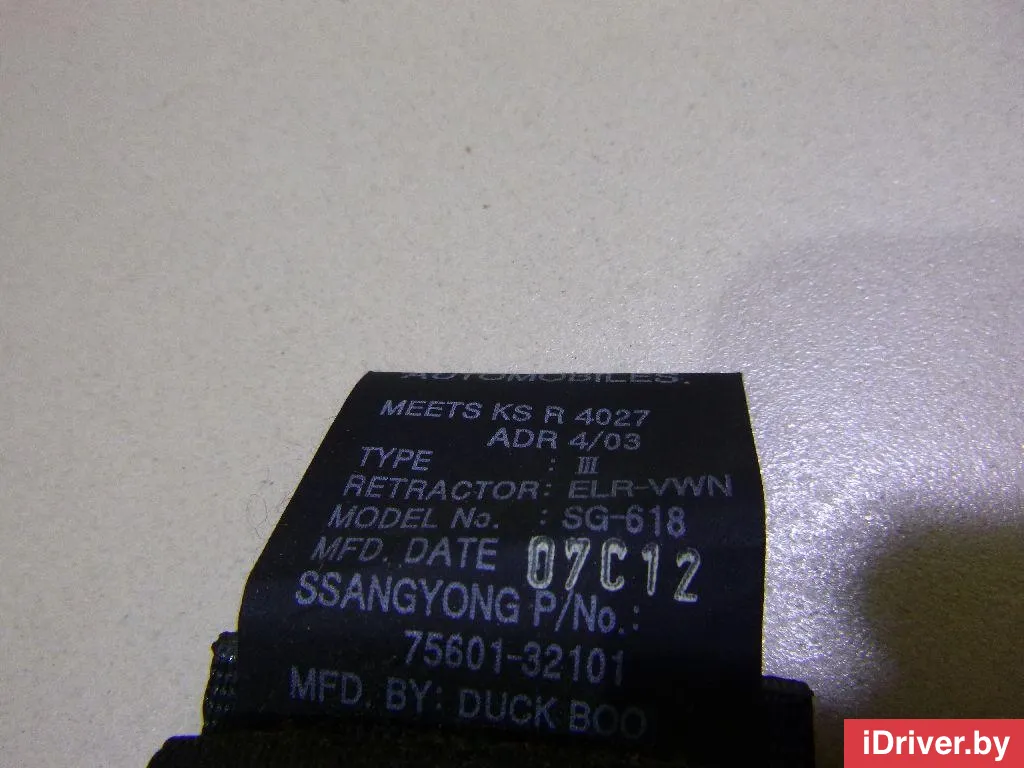 AUTOMOBILES.
MEETS KS R 4027
ADR 4/03
TYPE : III
RETRACTOR: ELR-VWN
MODEL No. : SG-618
MFD. DATE 07C12
SSANGYONG P/No.:
75601-32101
MFD. BY: DUCK BOO
iDriver.by